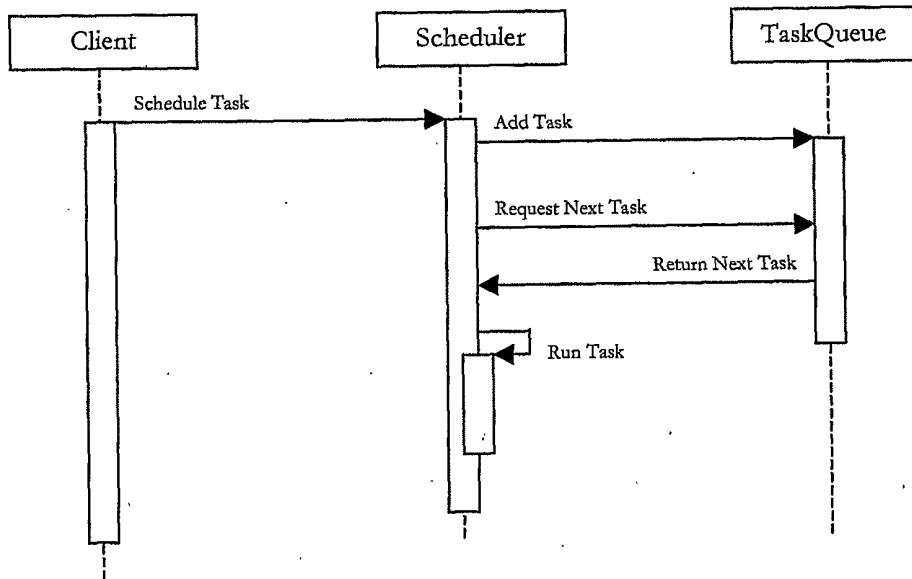 Client
Scheduler
TaskQueue
Schedule Task
Add Task
Request Next Task
Return Next Task
Run Task